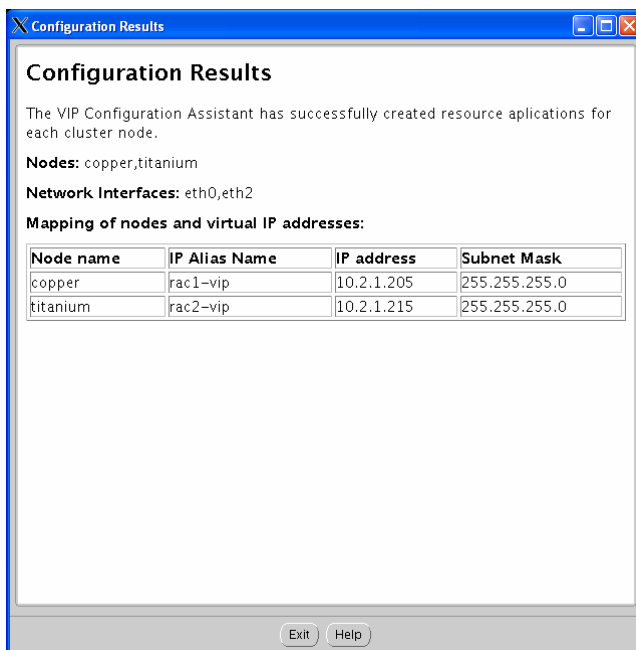 Configuration Results
Configuration Results
The VIP Configuration Assistant has successfully created resource aplications for
each cluster node.
Nodes: copper,titanium
Network Interfaces: eth0,eth2
Mapping of nodes and virtual IP addresses:
Node name IP Alias Name IP address Subnet Mask
copper rac1-vip 10.2.1.205 255.255.255.0
titanium rac2-vip 10.2.1.215 255.255.255.0
Exit Help